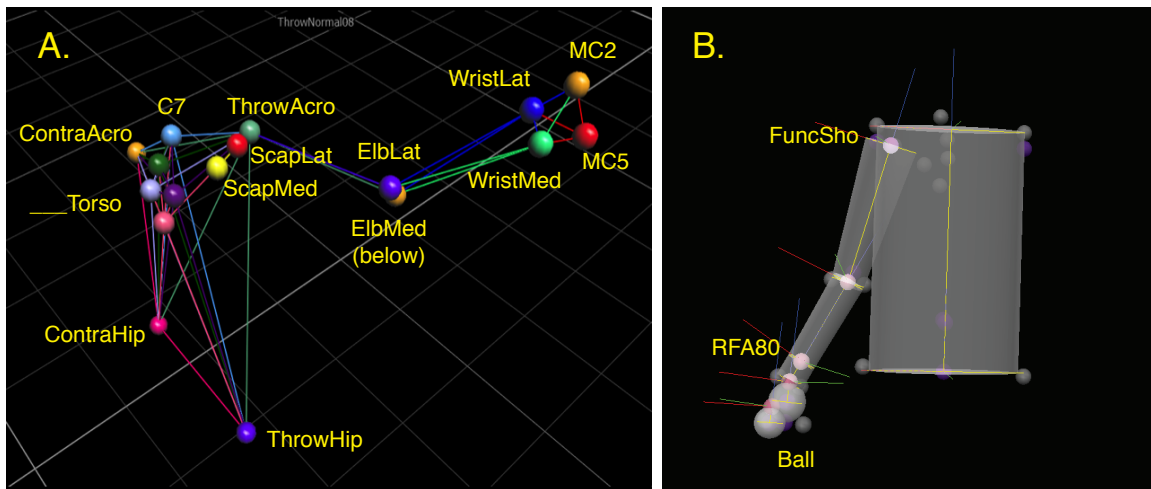 ThrowNormal08
A.
MC2
WristLat
C7
ThrowAcro
ContraAcro
MC5
ScapLat
ElbLat
WristMed
ScapMed
___Torso
ElbMed
(below)
ContraHip
ThrowHip
B.
FuncSho
RFA80
Ball